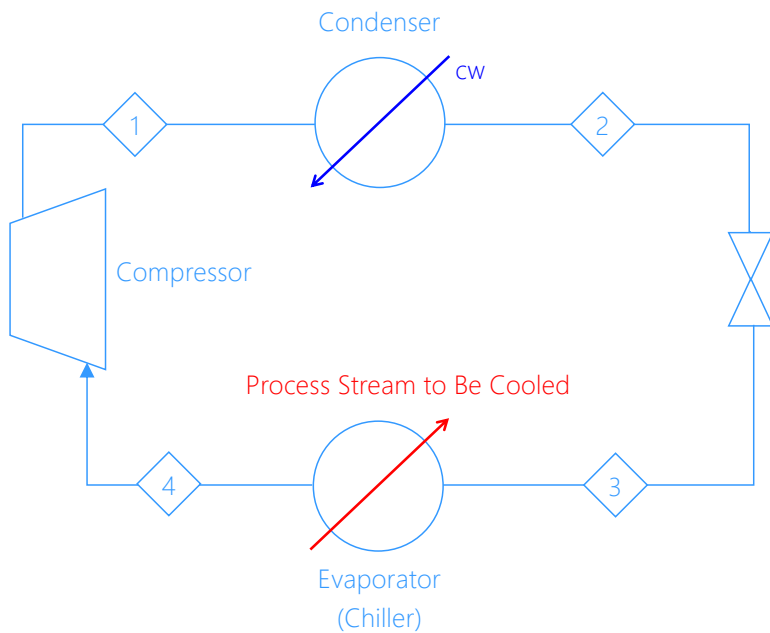 Condenser
CW
1
2
Compressor
Process Stream to Be Cooled
4
3
Evaporator
(Chiller)